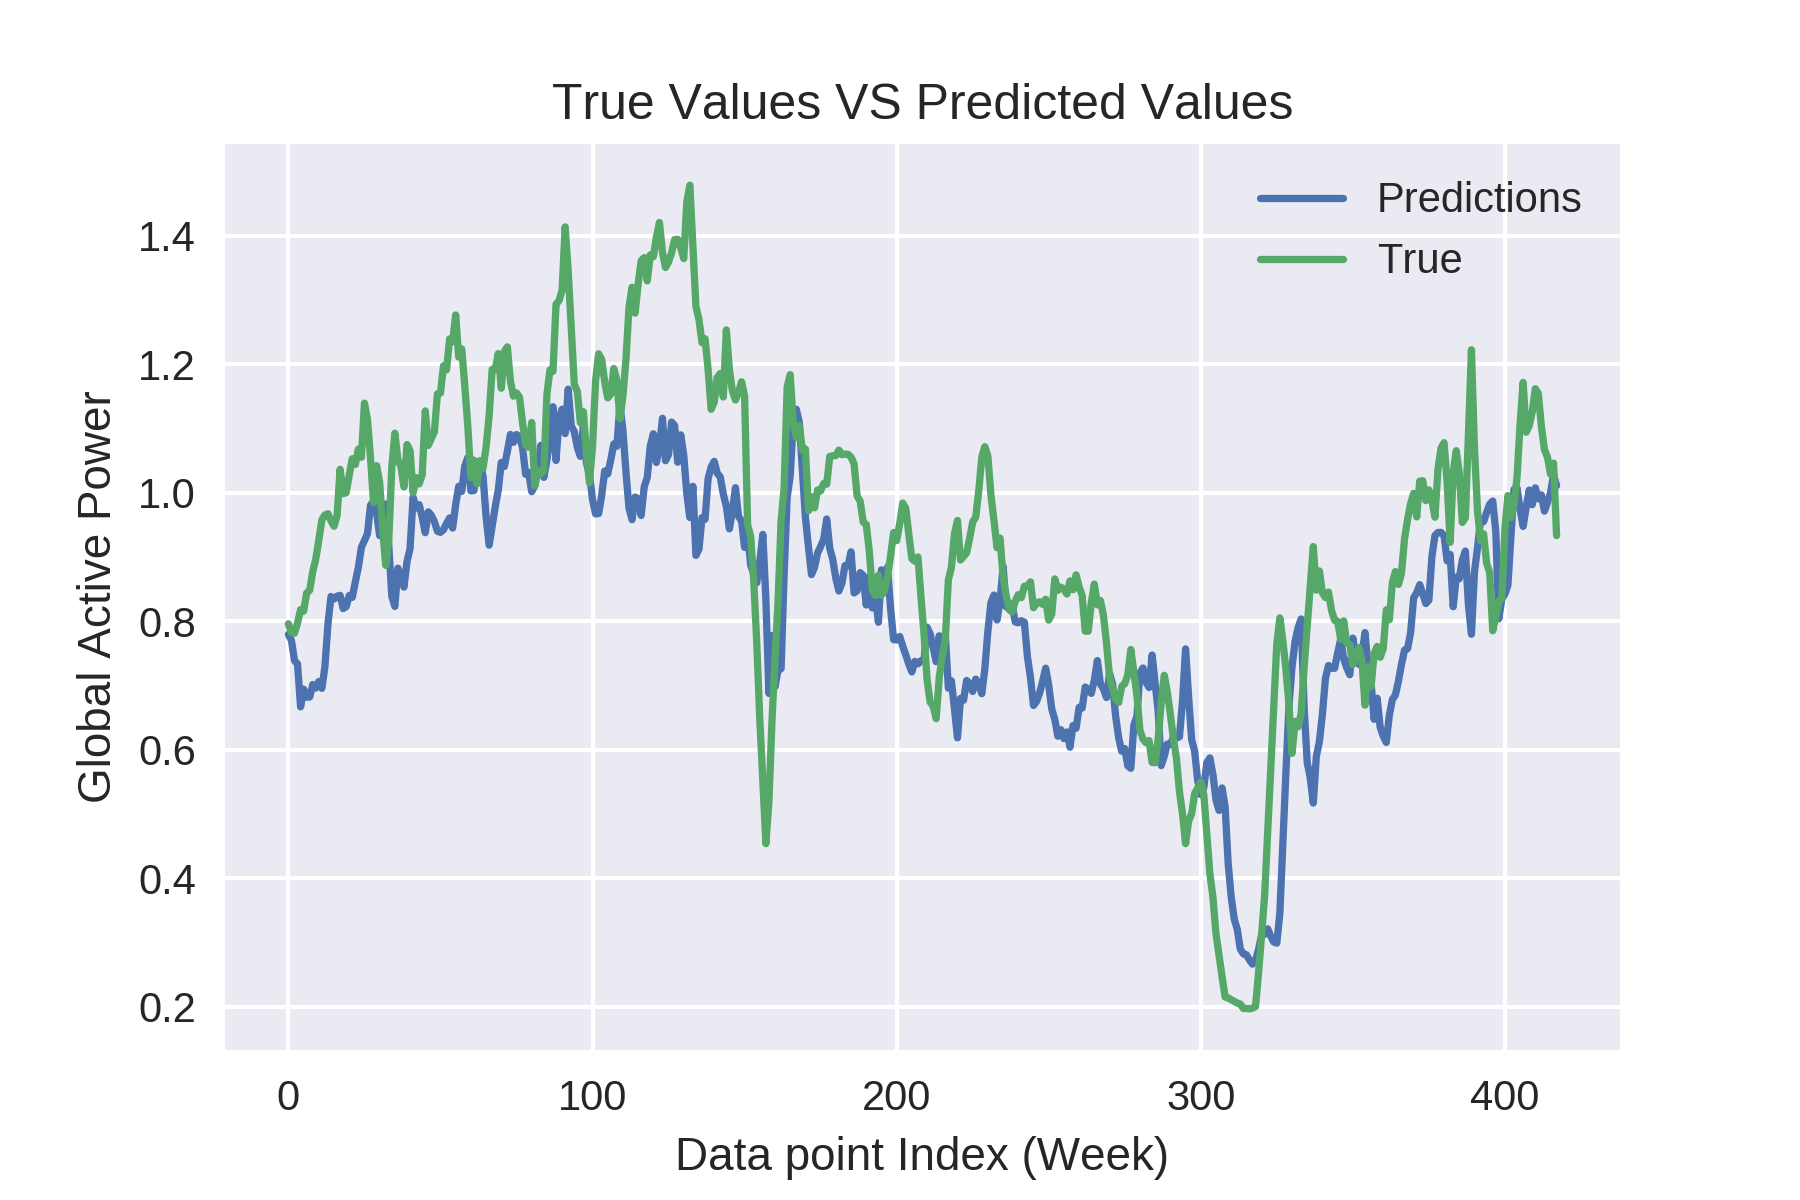 True Values VS Predicted Values
Predictions
True
Global Active Power
1.4
1.2
1.0
0.8
0.6
0.4
0.2
0 100 200 300 400
Data point Index (Week)